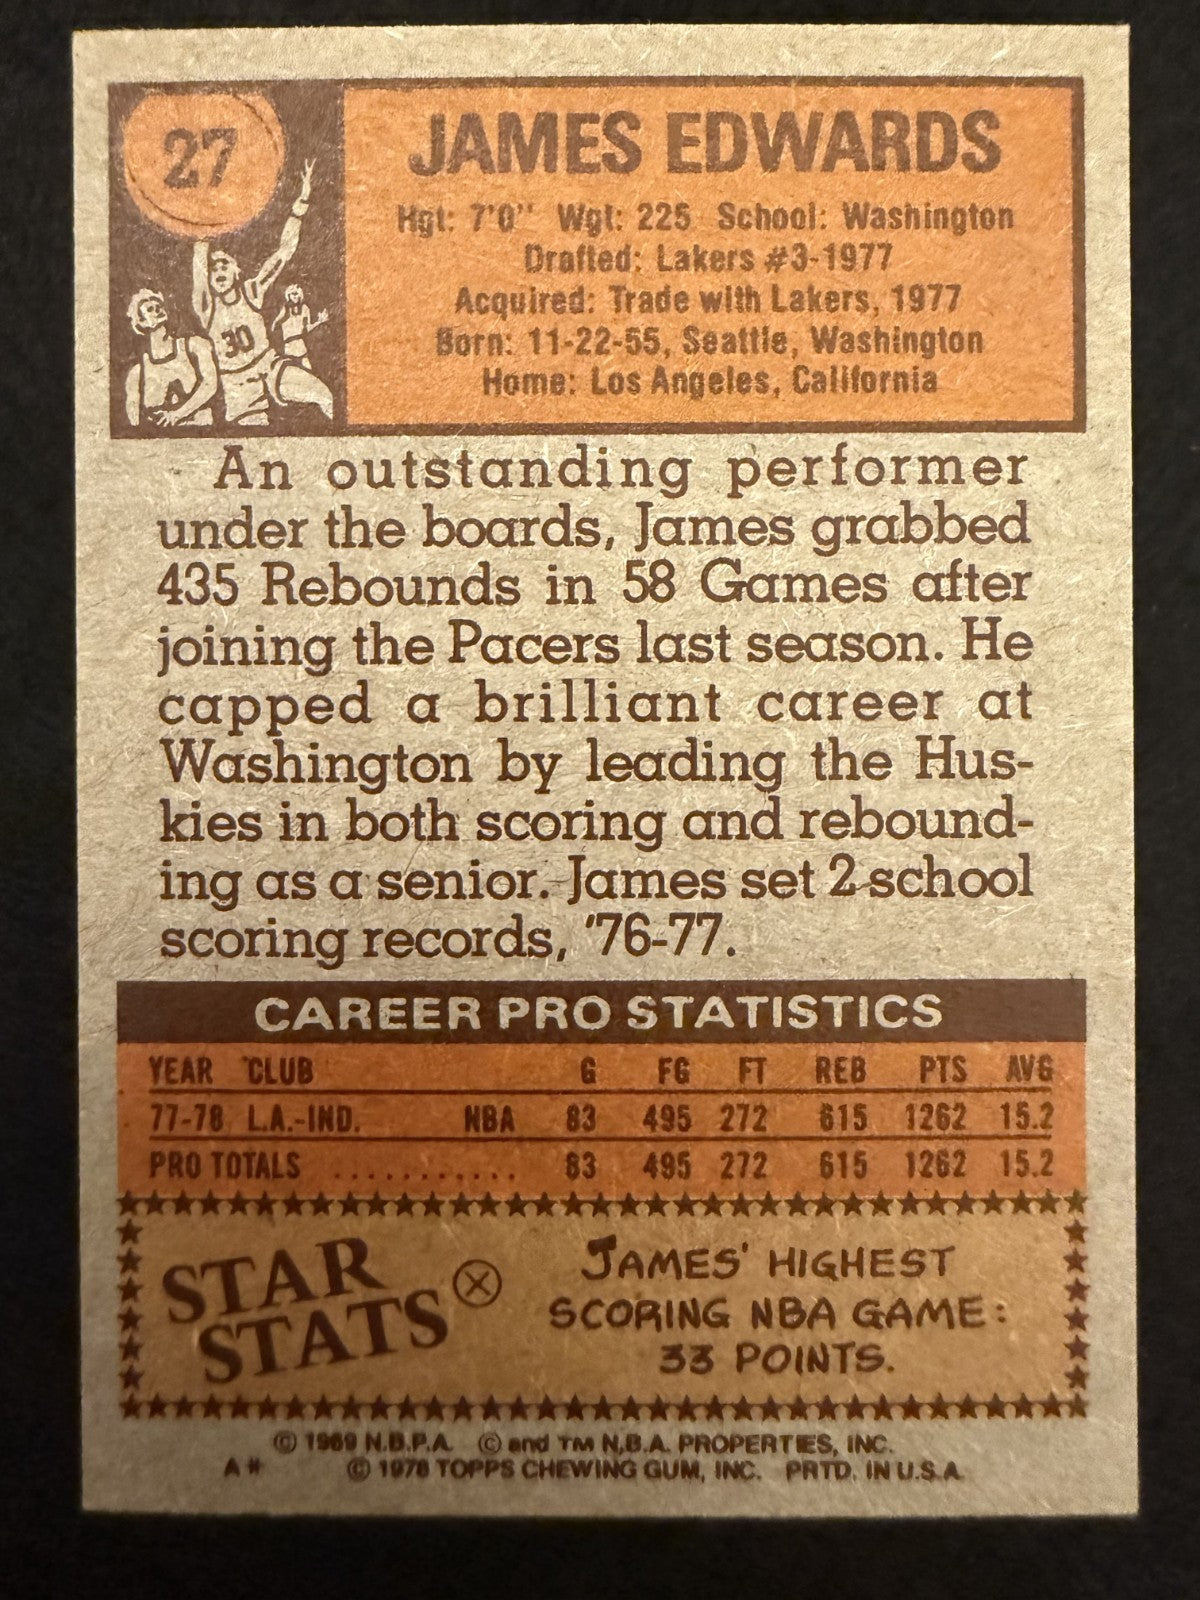 27
JAMES EDWARDS
Hgt: 7'0" Wgt: 225 School: Washington
Drafted: Lakers #3-1977
Acquired: Trade with Lakers, 1977
Born: 11-22-55, Seattle, Washington
Home: Los Angeles, California
30
An outstanding performer
under the boards, James grabbed
435 Rebounds in 58 Games after
joining the Pacers last season. He
capped a brilliant career at
Washington by leading the Hus-
kies in both scoring and rebound-
ing as a senior. James set 2 school
scoring records, '76-77.
CAREER PRO STATISTICS
YEAR CLUB G FG FT REB PTS AVG
77-78 L.A.-IND. NBA 83 495 272 615 1262 15.2
PRO TOTALS ........... 83 495 272 615 1262 15.2
STAR
STATS
JAMES' HIGHEST
SCORING NBA GAME:
33 POINTS.
© 1969 N.B.P.A. © and TM N.B.A. PROPERTIES, INC.
A* © 1978 TOPPS CHEWING GUM, INC. PRTD. IN U.S.A.